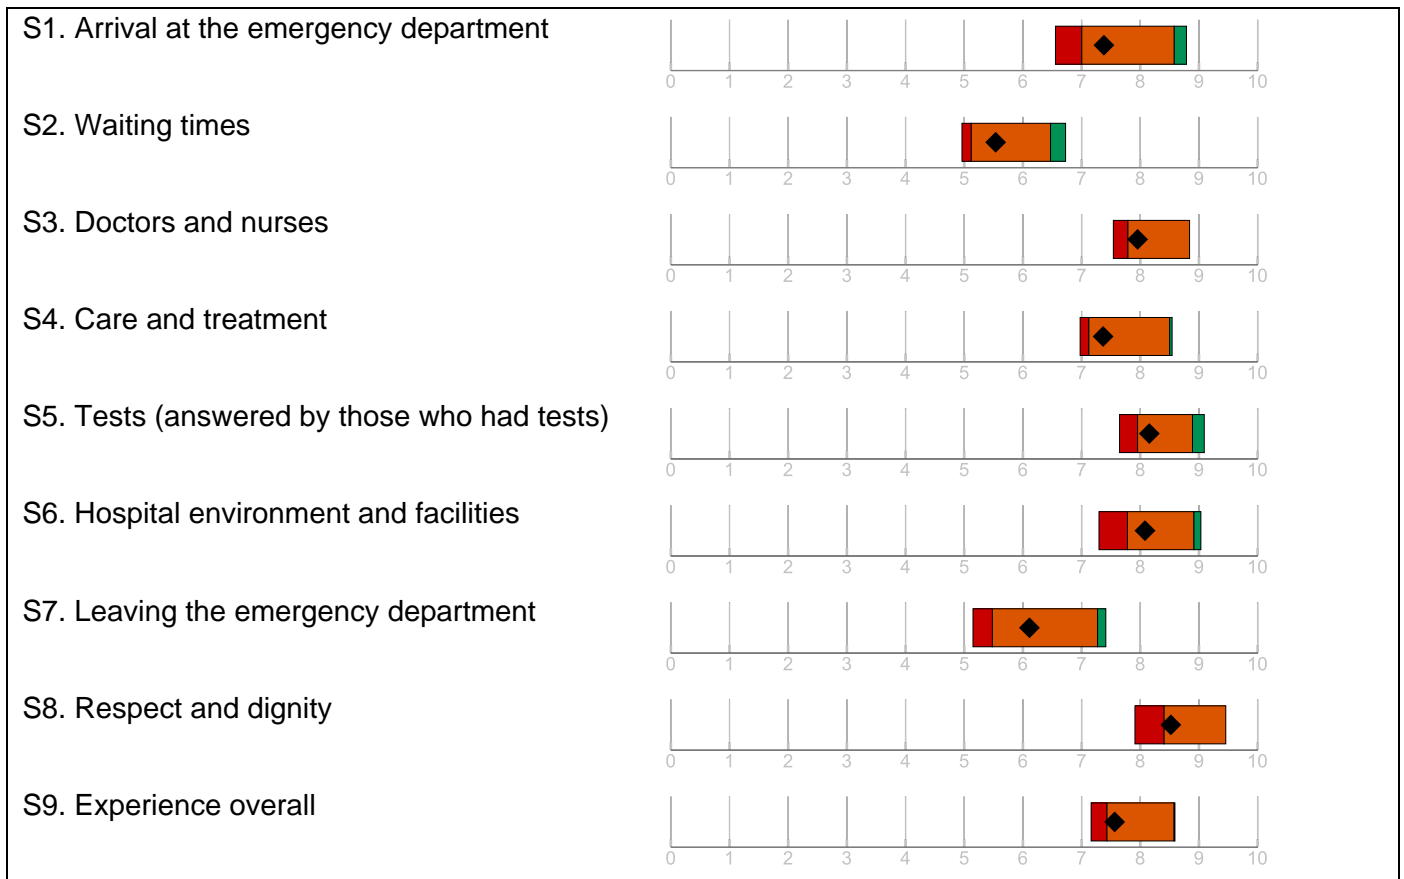 S1. Arrival at the emergency department
0 1 2 3 4 5 6 7 8 9 10
S2. Waiting times
0 1 2 3 4 5 6 7 8 9 10
S3. Doctors and nurses
0 1 2 3 4 5 6 7 8 9 10
S4. Care and treatment
0 1 2 3 4 5 6 7 8 9 10
S5. Tests (answered by those who had tests)
0 1 2 3 4 5 6 7 8 9 10
S6. Hospital environment and facilities
0 1 2 3 4 5 6 7 8 9 10
S7. Leaving the emergency department
0 1 2 3 4 5 6 7 8 9 10
S8. Respect and dignity
0 1 2 3 4 5 6 7 8 9 10
S9. Experience overall
0 1 2 3 4 5 6 7 8 9 10